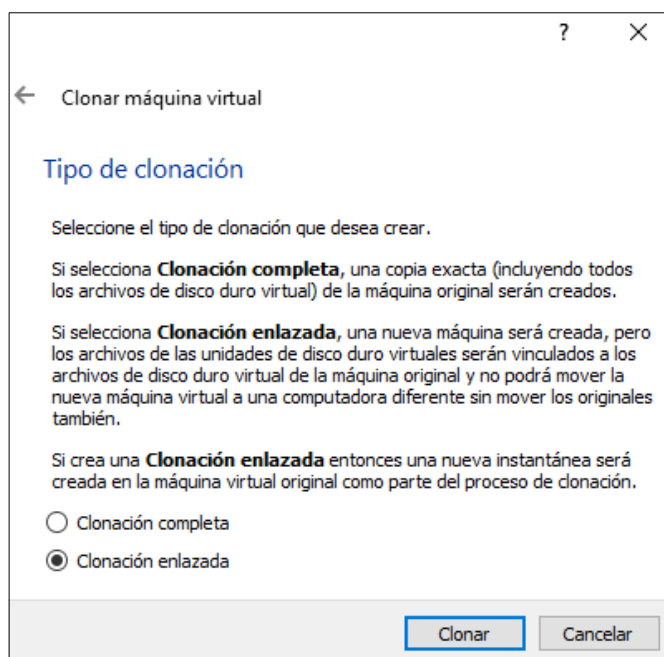 ?
Clonar máquina virtual
Tipo de clonación
Seleccione el tipo de clonación que desea crear.
Si selecciona Clonación completa, una copia exacta (incluyendo todos
los archivos de disco duro virtual) de la máquina original serán creados.
Si selecciona Clonación enlazada, una nueva máquina será creada, pero
los archivos de las unidades de disco duro virtuales serán vinculados a los
archivos de disco duro virtual de la máquina original y no podrá mover la
nueva máquina virtual a una computadora diferente sin mover los originales
también.
Si crea una Clonación enlazada entonces una nueva instantánea será
creada en la máquina virtual original como parte del proceso de clonación.
Clonación completa
Clonación enlazada
Clonar Cancelar